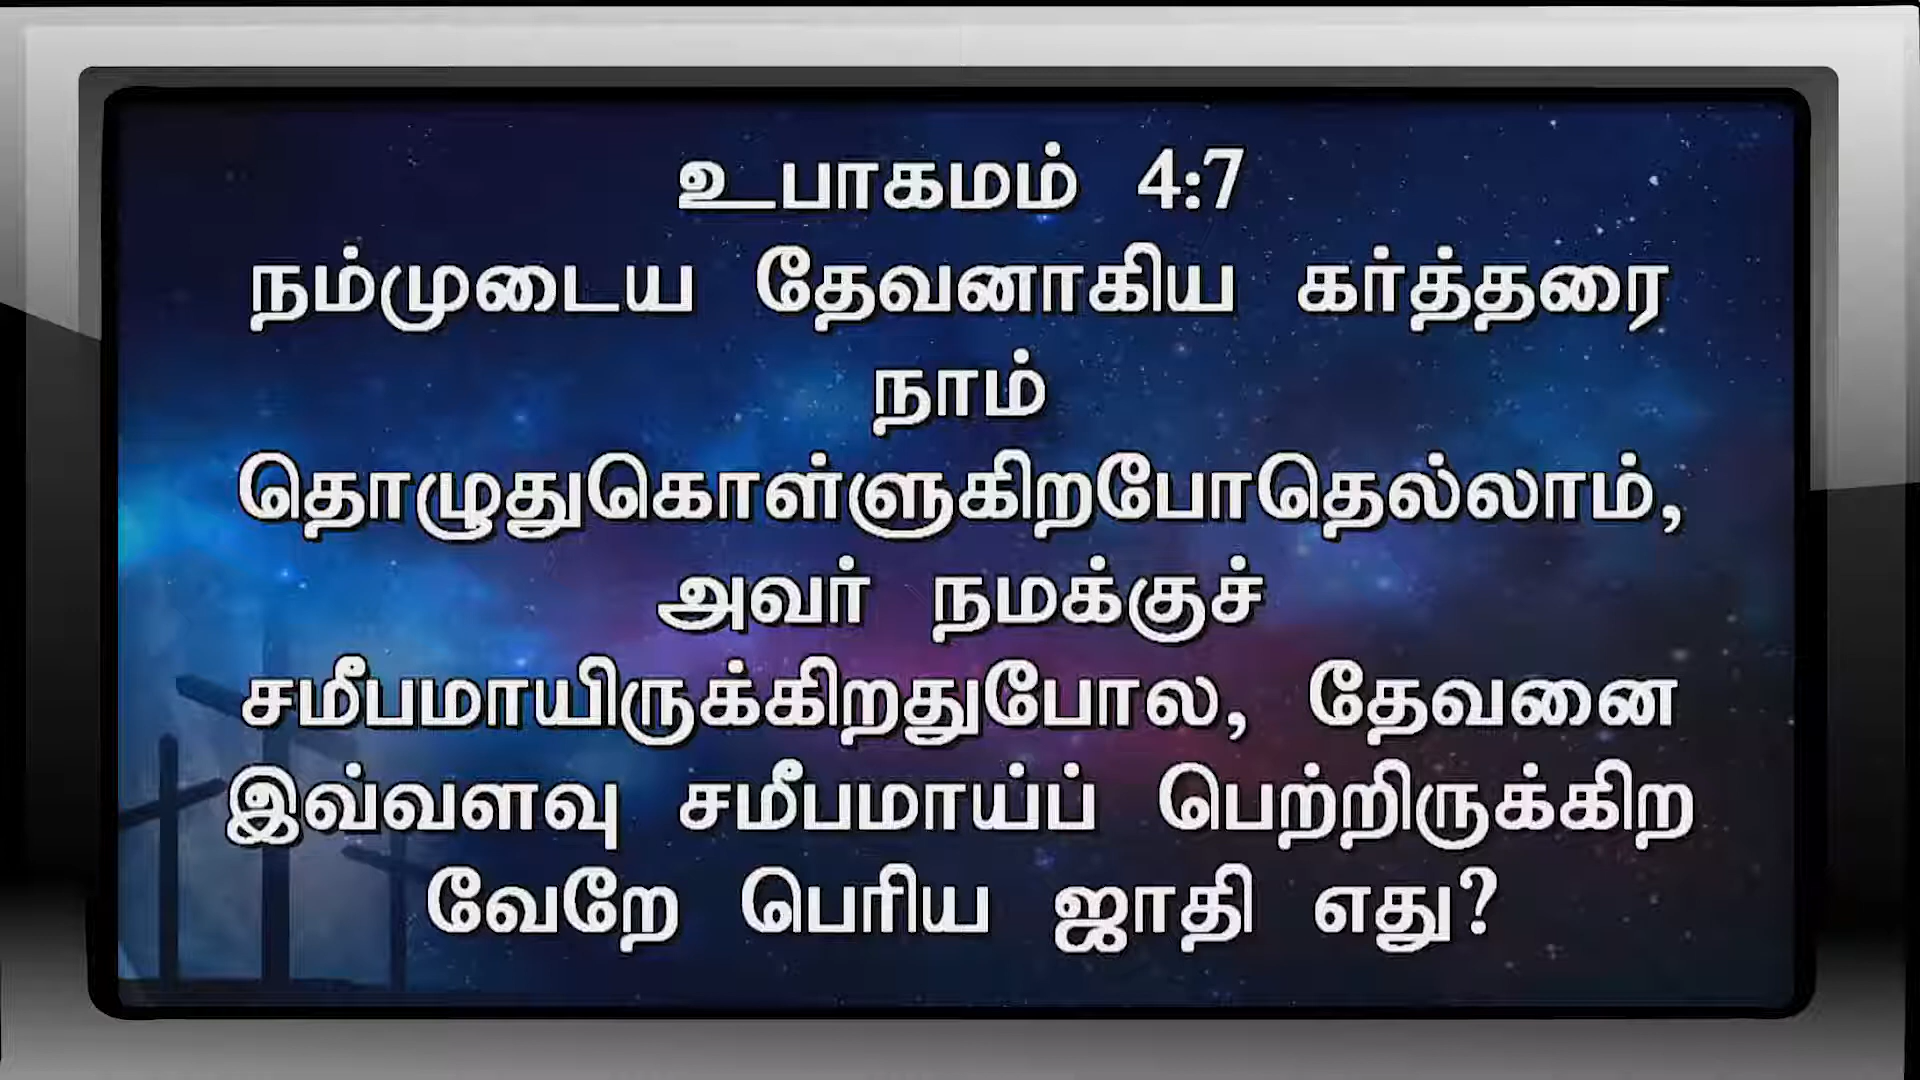 உபாகமம் 4:7
நம்முடைய தேவனாகிய கர்த்தரை
நாம்
தொழுதுகொள்ளுகிறபோதெல்லாம்,
அவர் நமக்குச்
சமீபமாயிருக்கிறதுபோல, தேவனை
இவ்வளவு சமீபமாய்ப் பெற்றிருக்கிற
வேறே பெரிய ஜாதி எது?